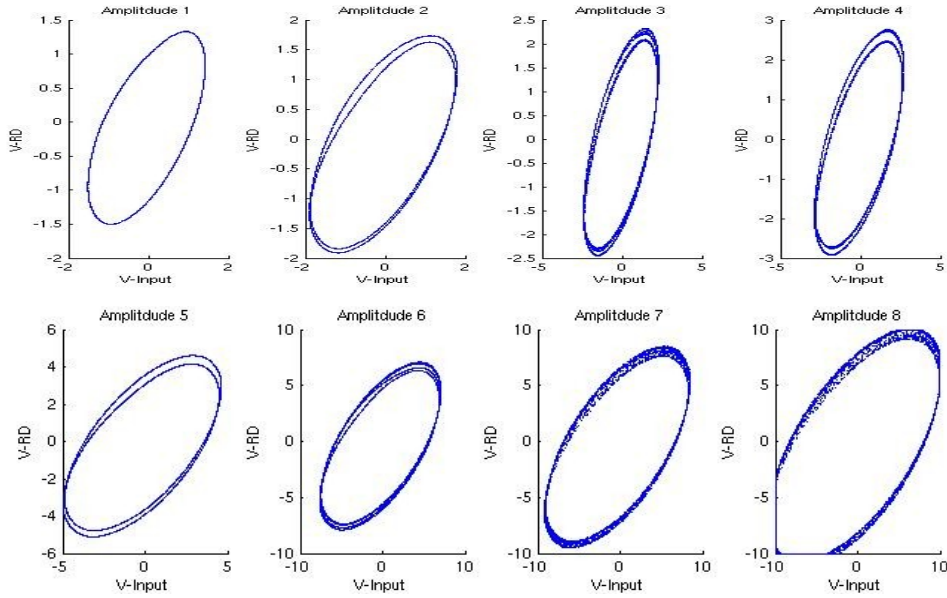 Amplitdude 1
1.5
1
0.5
0
-0.5
-1
-1.5
-2
-2 0 2
V-RD
V-Input
Amplitdude 2
2
1.5
1
0.5
0
-0.5
-1
-1.5
-2
-2 0 2
V-RD
V-Input
Amplitdude 3
2.5
2
1.5
1
0.5
0
-0.5
-1
-1.5
-2
-2.5
-5 0 5
V-RD
V-Input
Amplitdude 4
3
2
1
0
-1
-2
-3
-5 0 5
V-RD
V-Input
Amplitdude 5
6
4
2
0
-2
-4
-6
-5 0 5
V-RD
V-Input
Amplitdude 6
10
5
0
-5
-10
-10 0 10
V-RD
V-Input
Amplitdude 7
10
5
0
-5
-10
-10 0 10
V-RD
V-Input
Amplitdude 8
10
5
0
-5
-10
-10 0 10
V-RD
V-Input